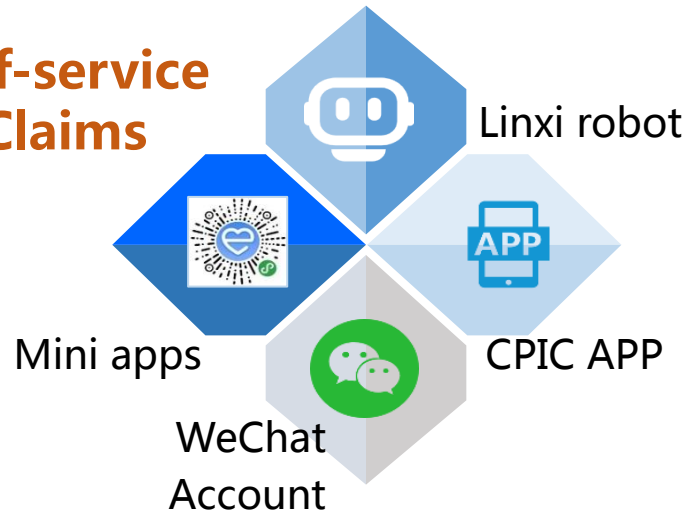 f-service
Claims
Linxi robot
APP
Mini apps
CPIC APP
WeChat
Account